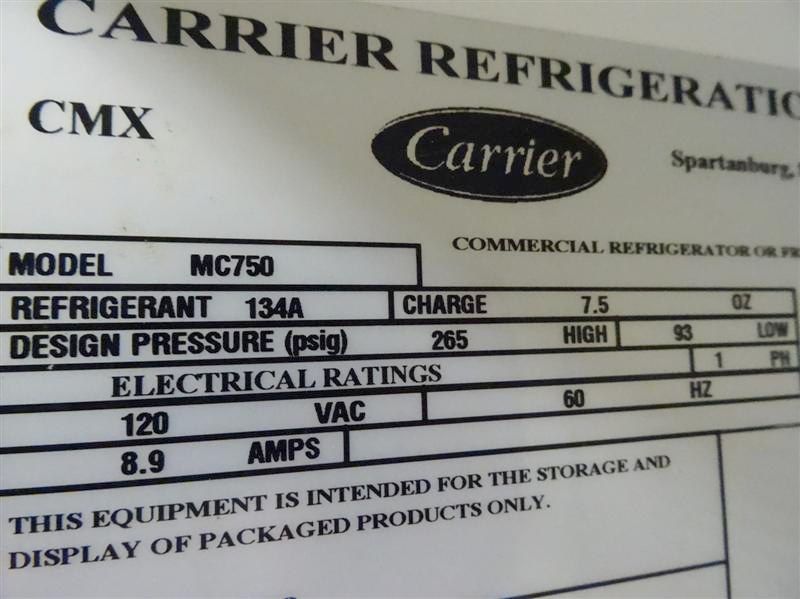 CARRIER REFRIGERATIO
CMX
Carrier
Spartanburg,
COMMERCIAL REFRIGERATOR OR FR
MODEL MC750
REFRIGERANT 134A CHARGE 7.5 OZ
DESIGN PRESSURE (psig) 265 HIGH 93 LOW
ELECTRICAL RATINGS 1 PH
120 VAC 60 HZ
8.9 AMPS
THIS EQUIPMENT IS INTENDED FOR THE STORAGE AND
DISPLAY OF PACKAGED PRODUCTS ONLY.